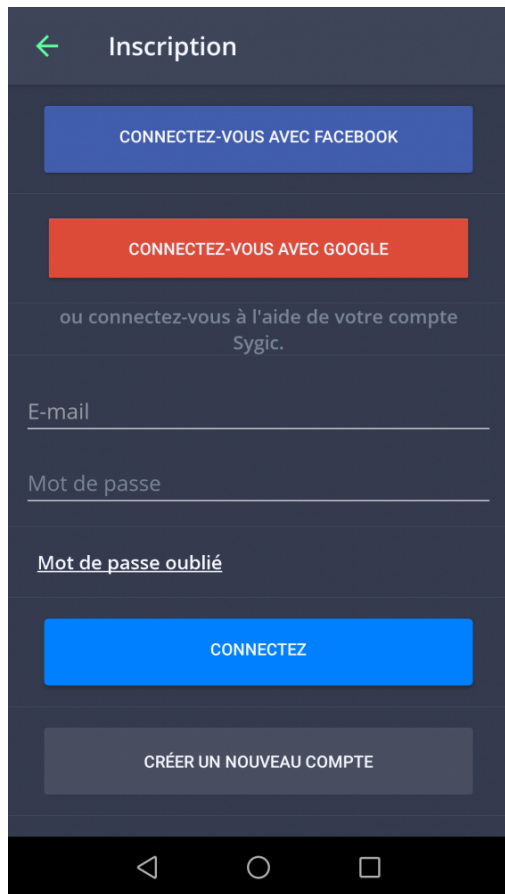 Inscription
CONNECTEZ-VOUS AVEC FACEBOOK
CONNECTEZ-VOUS AVEC GOOGLE
ou connectez-vous à l'aide de votre compte
Sygic.
E-mail
Mot de passe
Mot de passe oublié
CONNECTEZ
CRÉER UN NOUVEAU COMPTE